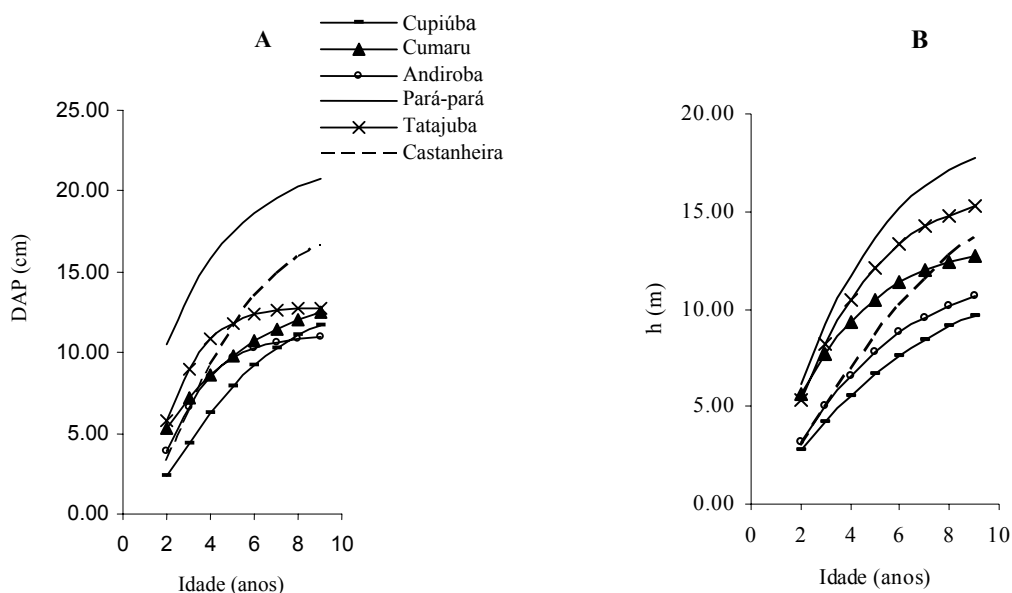 A
Cupiúba
Cumaru
Andiroba
Pará-pará
Tatajuba
Castanheira
DAP (cm)
25.00
20.00
15.00
10.00
5.00
0.00
0 2 4 6 8 10
Idade (anos)
B
h (m)
20.00
15.00
10.00
5.00
0.00
0 2 4 6 8 10
Idade (anos)